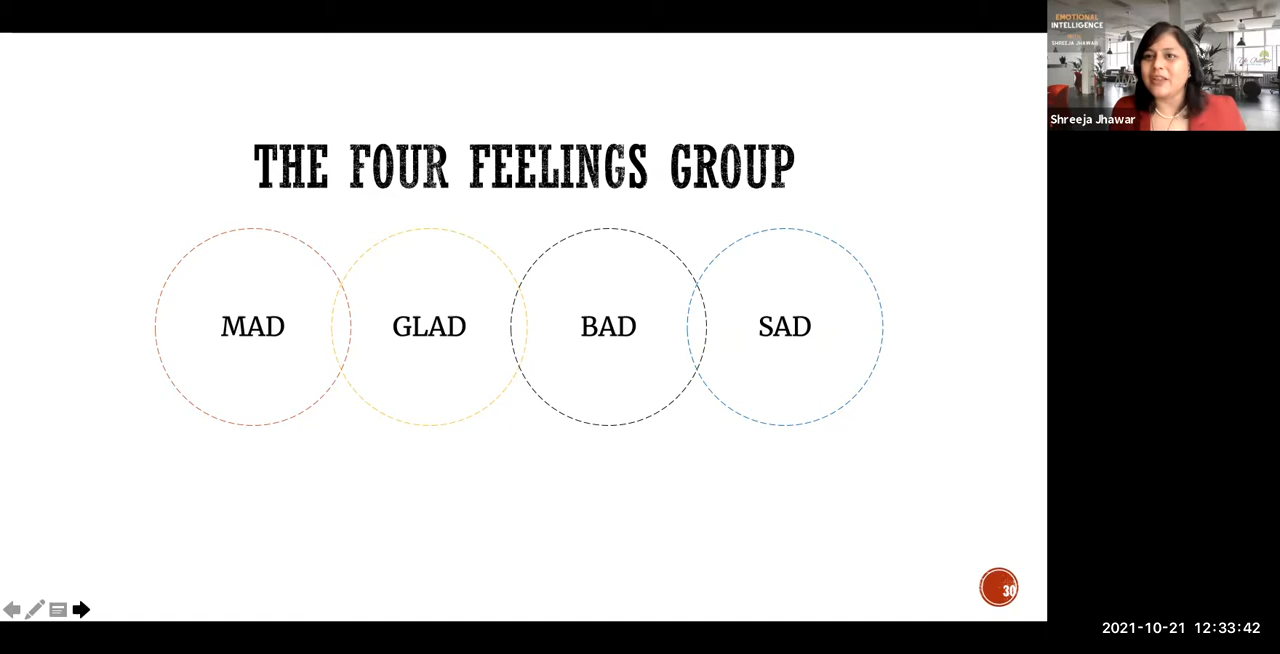 THE FOUR FEELINGS GROUP
MAD
GLAD
BAD
SAD
30
EMOTIONAL
INTELLIGENCE
SHREEJA JHAWAR
Shreeja Jhawar
2021-10-21 12:33:42